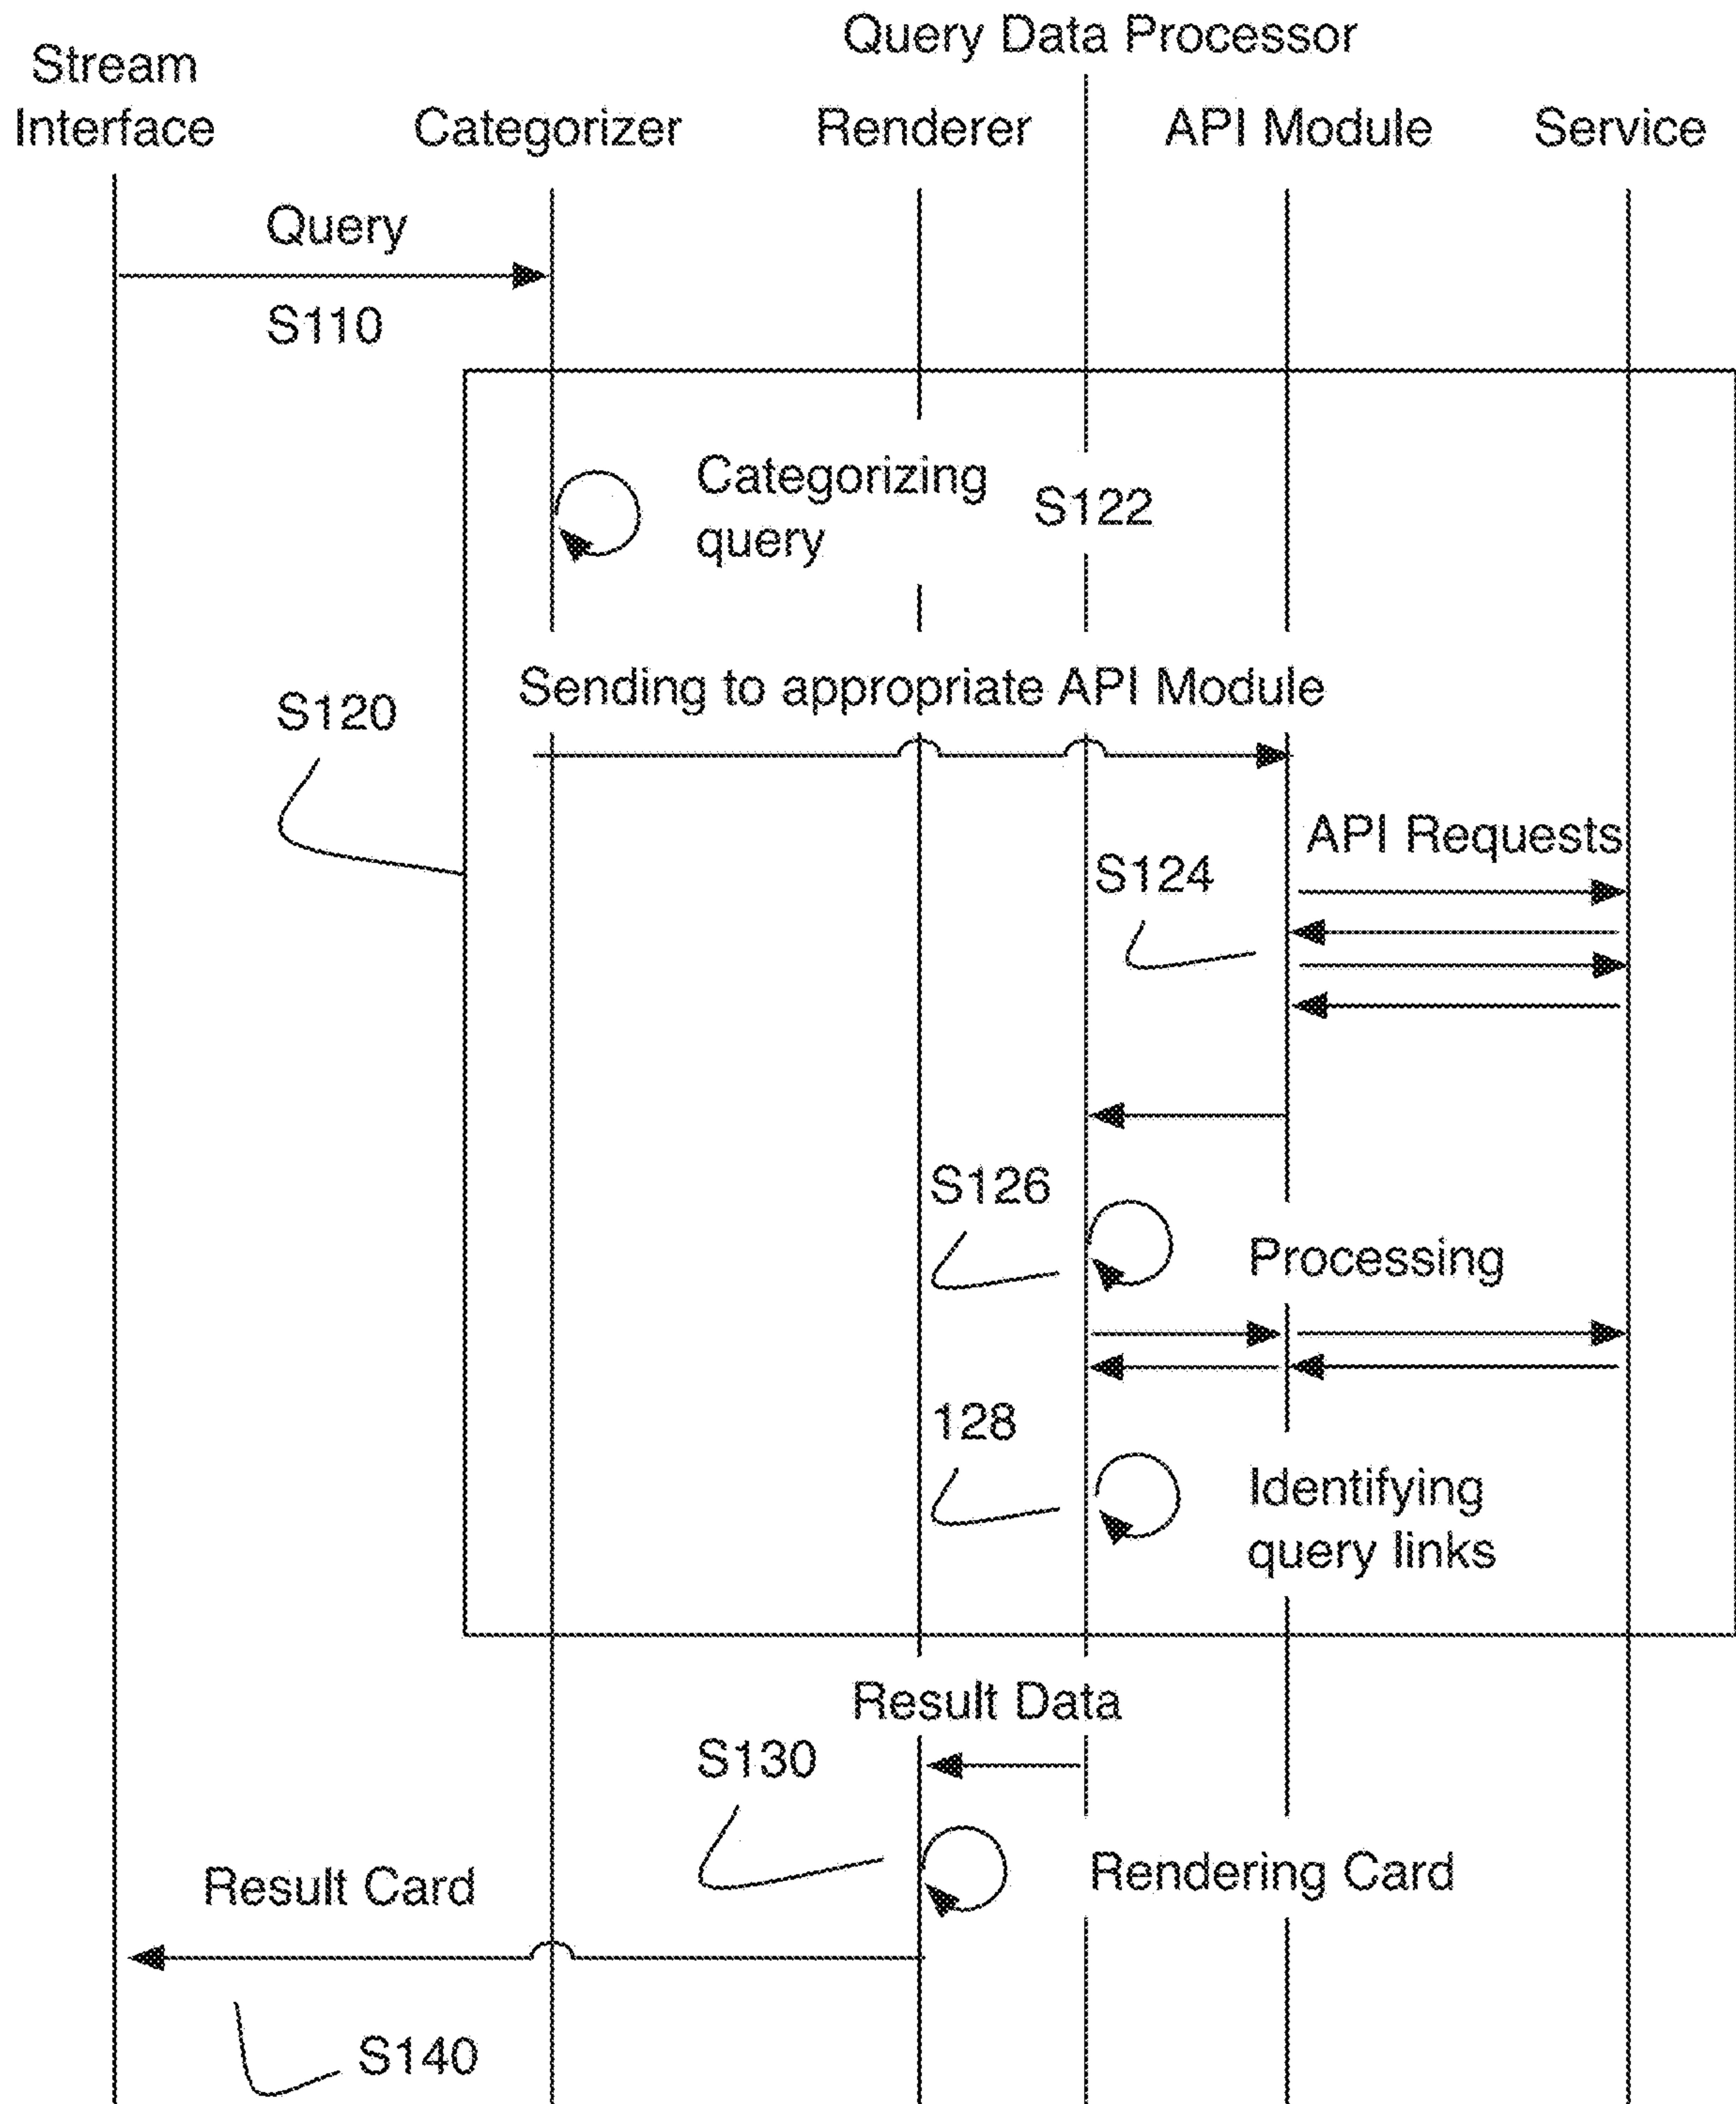 Query Data Processor
Stream
Interface
Categorizer
Renderer
API Module
Service
Query
S110
Categorizing
query
S122
Sending to appropriate API Module
S120
API Requests
S124
S126
Processing
128
Identifying
query links
Result Data
S130
Rendering Card
Result Card
S140